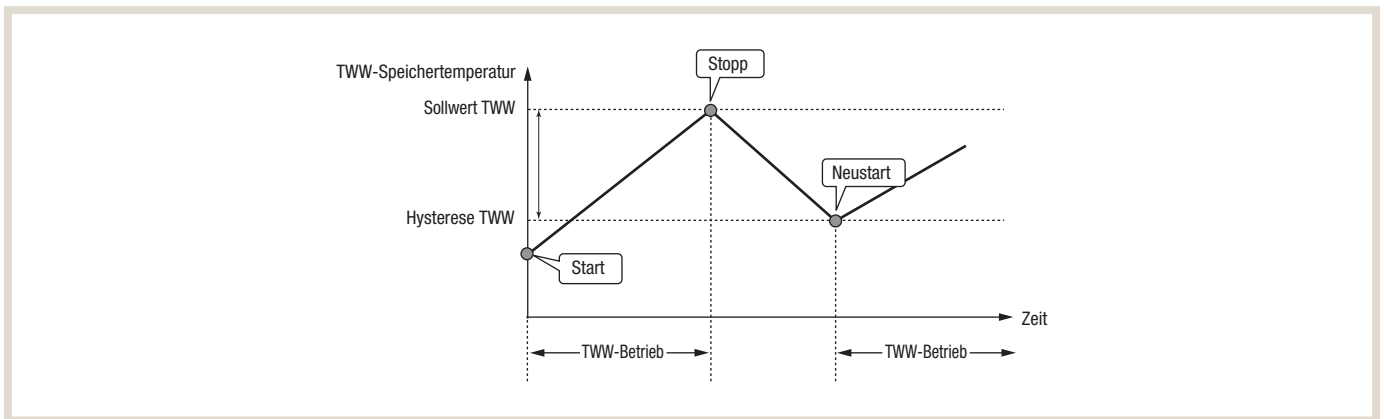 Stopp
TWW-Speichertemperatur
Sollwert TWW
Neustart
Hysterese TWW
Start
Zeit
TWW-Betrieb
TWW-Betrieb